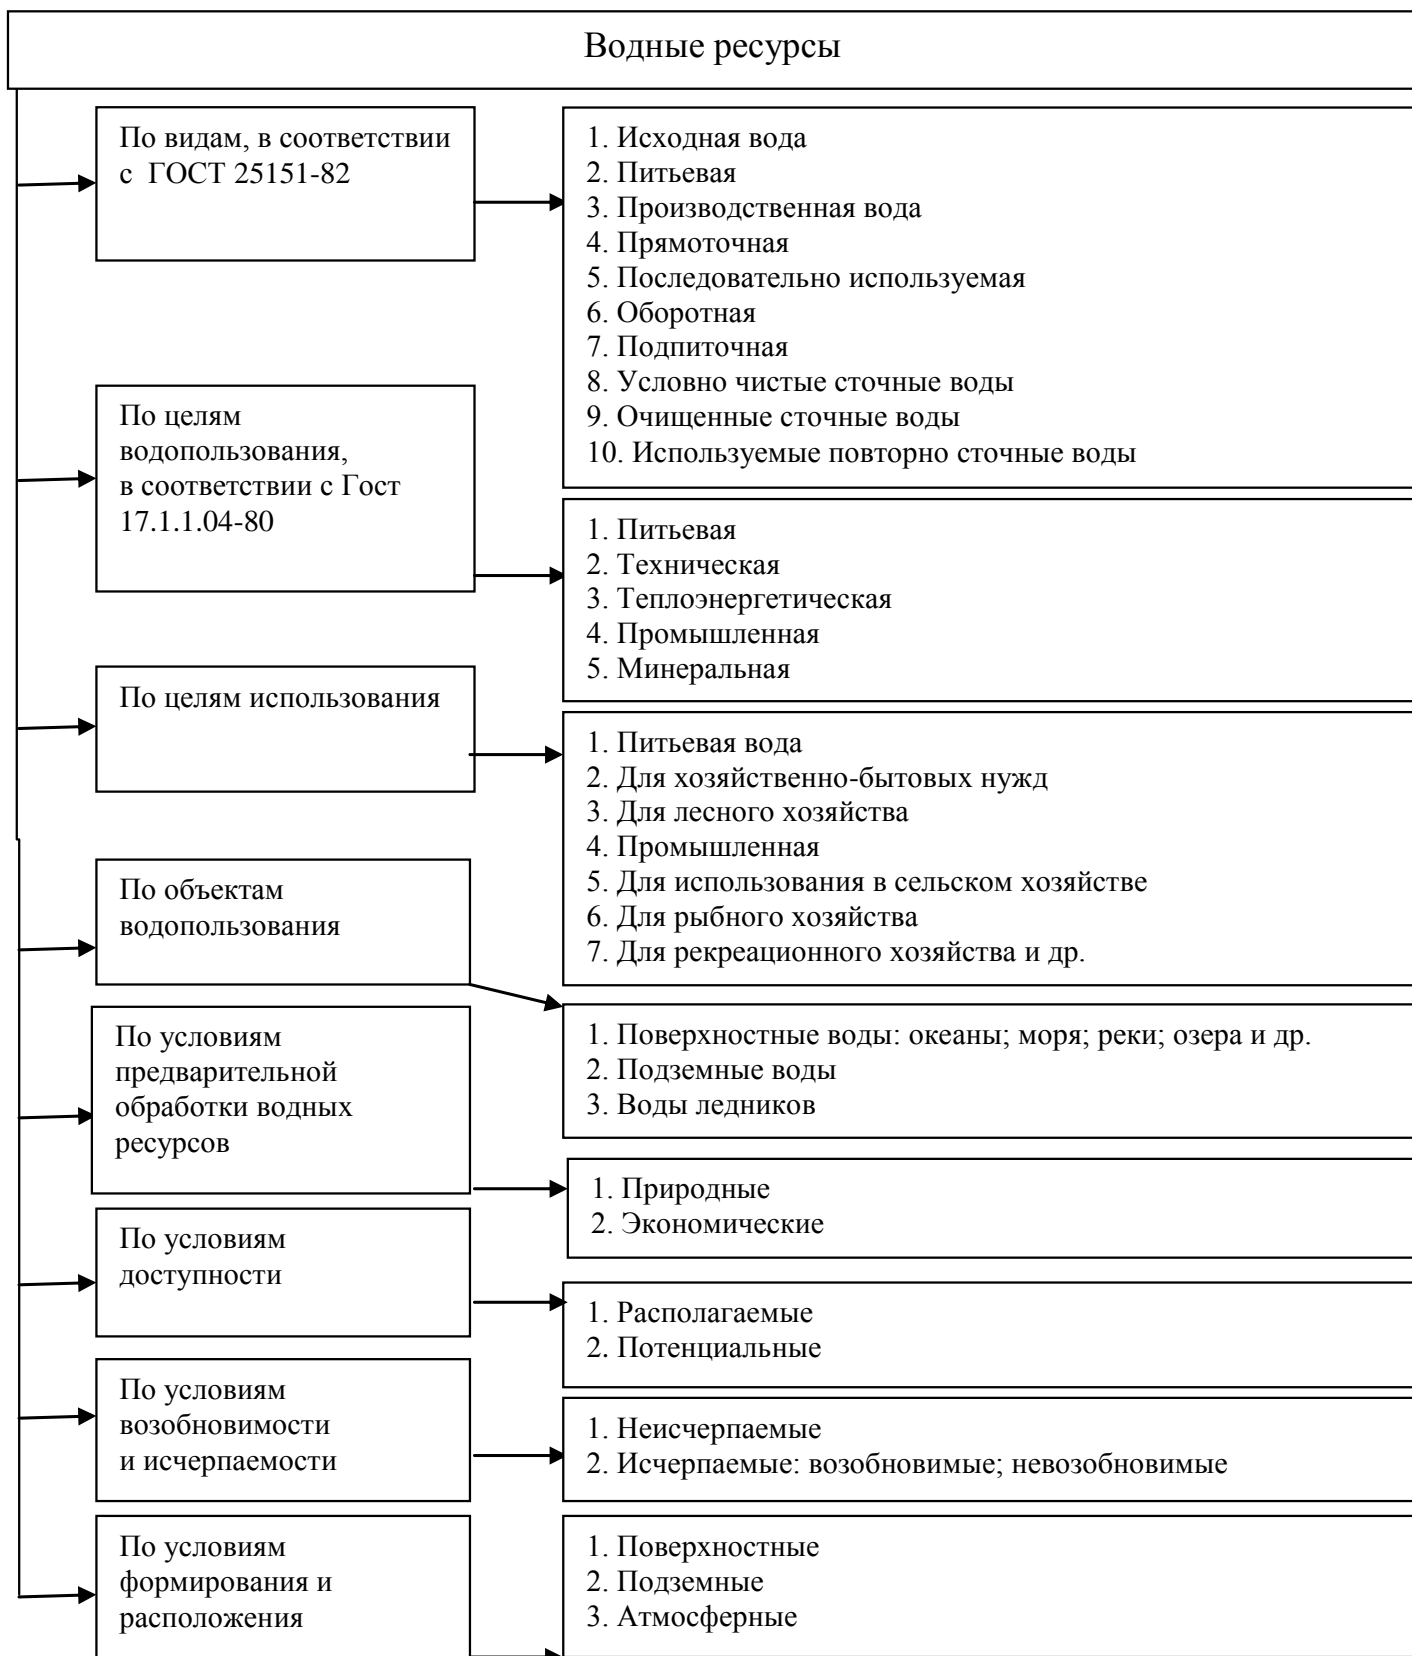 Водные ресурсы
По видам, в соответствии
с ГОСТ 25151-82
1. Исходная вода
2. Питьевая
3. Производственная вода
4. Прямоточная
5. Последовательно используемая
6. Оборотная
7. Подпиточная
8. Условно чистые сточные воды
9. Очищенные сточные воды
10. Используемые повторно сточные воды
По целям
водопользования,
в соответствии с Гост
17.1.1.04-80
1. Питьевая
2. Техническая
3. Теплоэнергетическая
4. Промышленная
5. Минеральная
По целям использования
1. Питьевая вода
2. Для хозяйственно-бытовых нужд
3. Для лесного хозяйства
4. Промышленная
5. Для использования в сельском хозяйстве
6. Для рыбного хозяйства
7. Для рекреационного хозяйства и др.
По объектам
водопользования
1. Поверхностные воды: океаны; моря; реки; озера и др.
2. Подземные воды
3. Воды ледников
По условиям
предварительной
обработки водных
ресурсов
1. Природные
2. Экономические
По условиям
доступности
1. Располагаемые
2. Потенциальные
По условиям
возобновимости
и исчерпаемости
1. Неисчерпаемые
2. Исчерпаемые: возобновимые; невозобновимые
По условиям
формирования и
расположения
1. Поверхностные
2. Подземные
3. Атмосферные